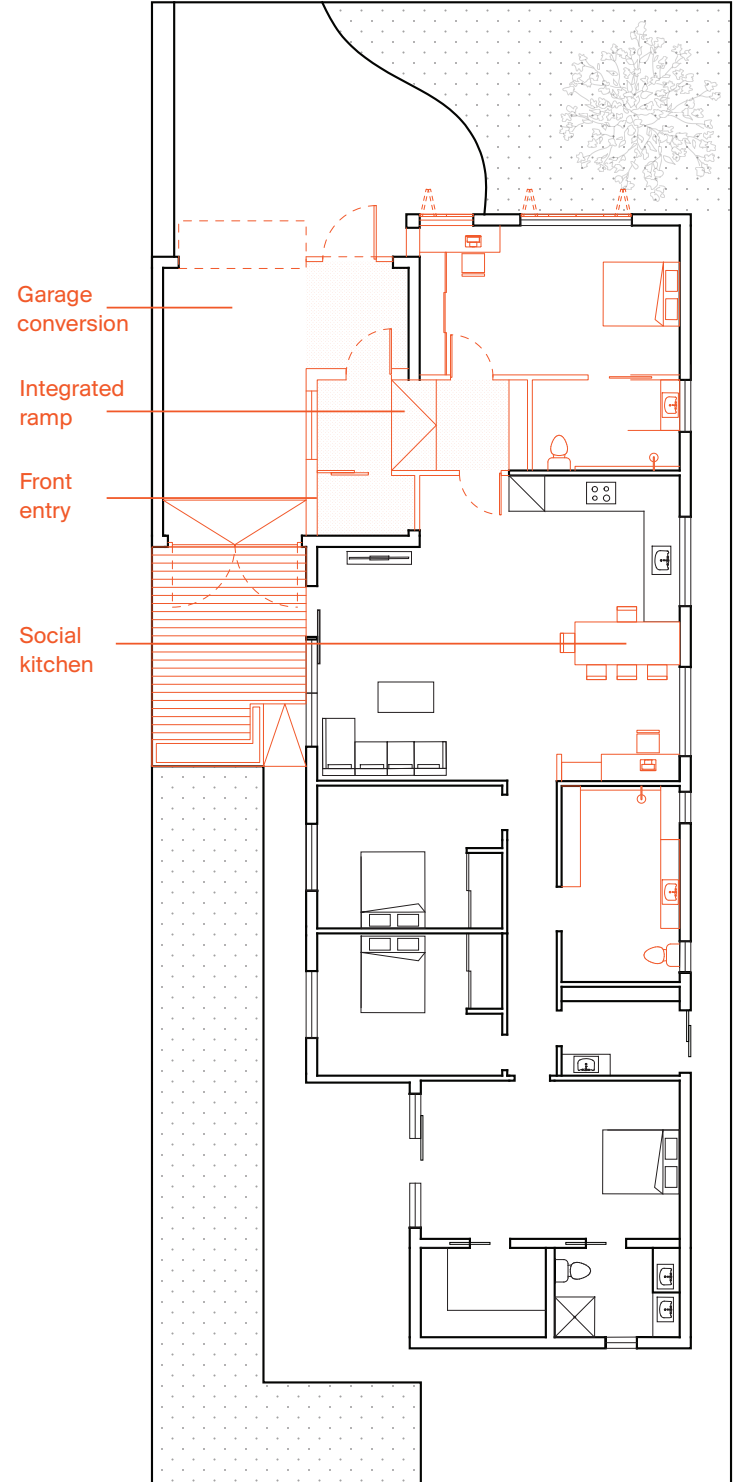 Garage
conversion
Integrated
ramp
Front
entry
Social
kitchen